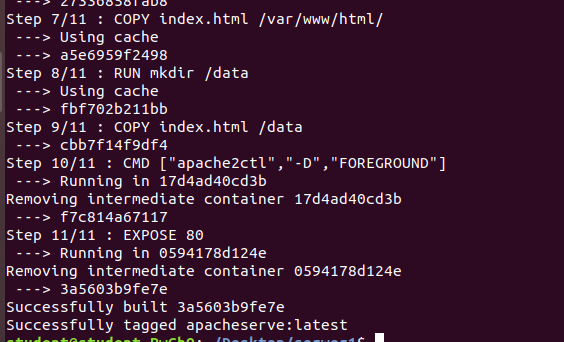 ---> 27336858fab8
Step 7/11 : COPY index.html /var/www/html/
---> Using cache
---> a5e6959f2498
Step 8/11 : RUN mkdir /data
---> Using cache
---> fbf702b211bb
Step 9/11 : COPY index.html /data
---> cbb7f14f9df4
Step 10/11 : CMD ["apache2ctl","-D","FOREGROUND"]
---> Running in 17d4ad40cd3b
Removing intermediate container 17d4ad40cd3b
---> f7c814a67117
Step 11/11 : EXPOSE 80
---> Running in 0594178d124e
Removing intermediate container 0594178d124e
---> 3a5603b9fe7e
Successfully built 3a5603b9fe7e
Successfully tagged apacheserve:latest